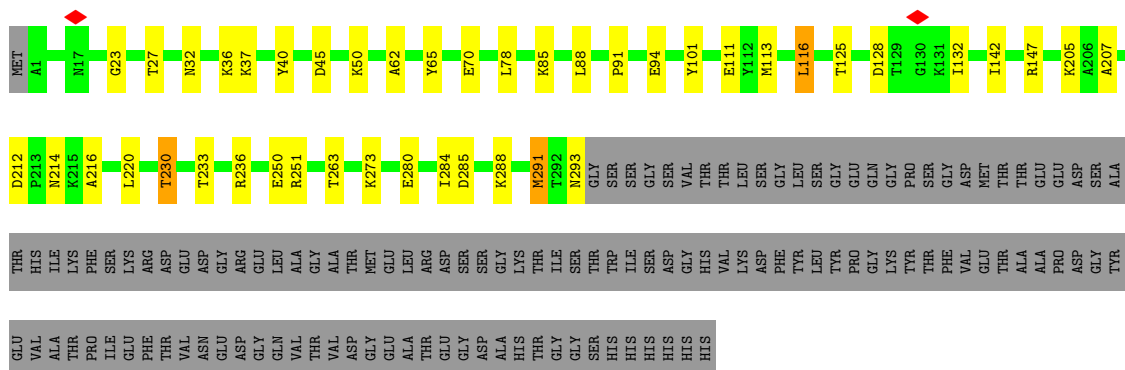 MET A1 N17 G23 T27 N32 K36 K37 Y40 D45 K50 A62 Y65 E70 L78 K85 L88 P91 E94 Y101 E111 Y112 M113 L116 T125 D128 T129 G130 K131 I132 I142 R147 K205 A206 A207
D212 P213 N214 K215 A216 L220 T230 T233 R236 E250 R251 T263 K273 E280 I284 D285 K288 M291 T292 N293 GLY SER SER GLY SER VAL THR THR LEU SER GLY LEU SER GLY GLU GLN GLY PRO SER GLY ASP MET THR THR GLU GLU ASP SER ALA
THR HIS ILE LYS PHE SER LYS ARG ASP GLU ASP GLY ARG GLU LEU ALA GLY ALA THR MET GLU LEU ARG ASP SER SER GLY LYS THR ILE SER THR TRP ILE SER ASP GLY HIS VAL LYS ASP PHE TYR LEU TYR PRO GLY LYS TYR THR PHE VAL GLU THR ALA ALA PRO ASP GLY TYR
GLU VAL ALA THR PRO ILE GLU PHE THR VAL ASN GLU ASP GLY GLN VAL THR VAL ASP GLY GLU ALA THR GLU GLY ASP ALA HIS THR GLY GLY SER HIS HIS HIS HIS HIS HIS